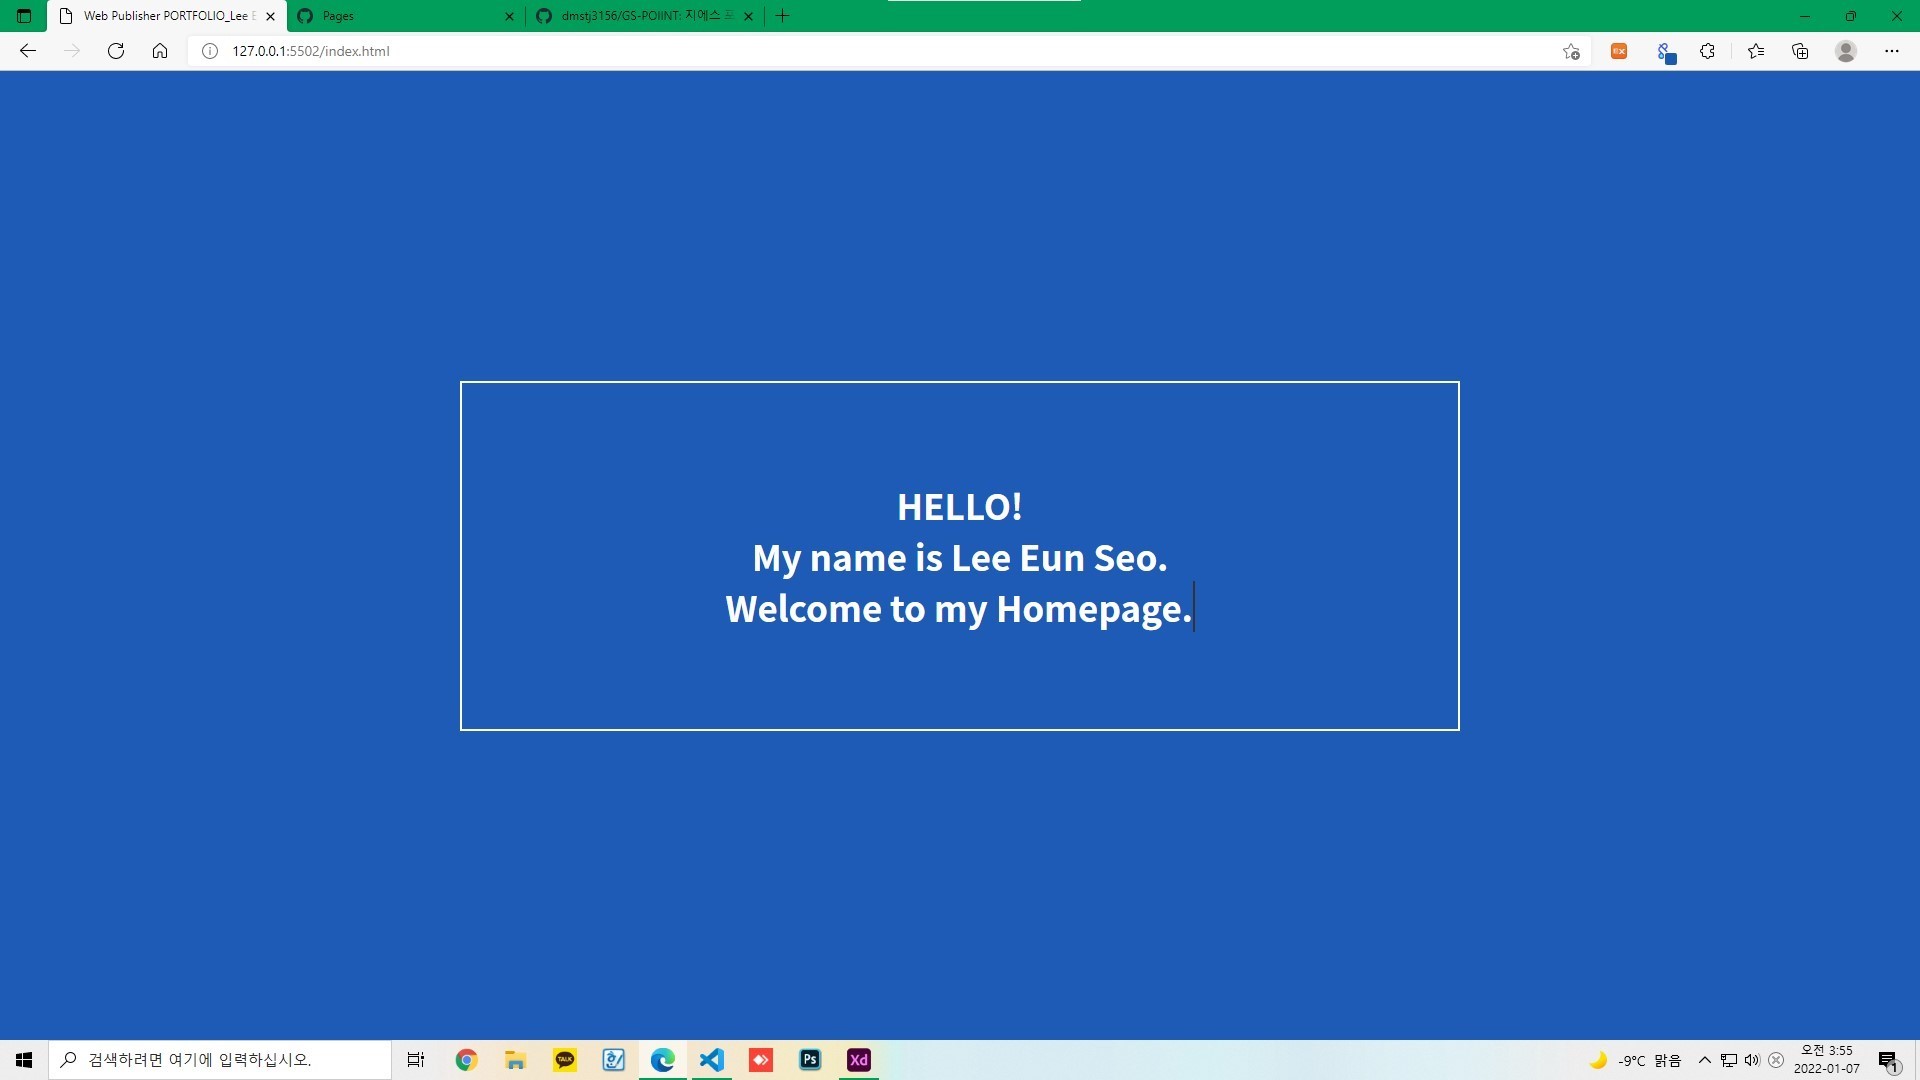 Web Publisher PORTFOLIO_Lee
Pages
dmstj3156/GS-POIINT: 지에스
127.0.0.1:5502/index.html
HELLO!
My name is Lee Eun Seo.
Welcome to my Homepage.
검색하려면 여기에 입력하십시오.
TALK
Ps
Xd
-9°C 맑음
오전 3:55
2022-01-07
1